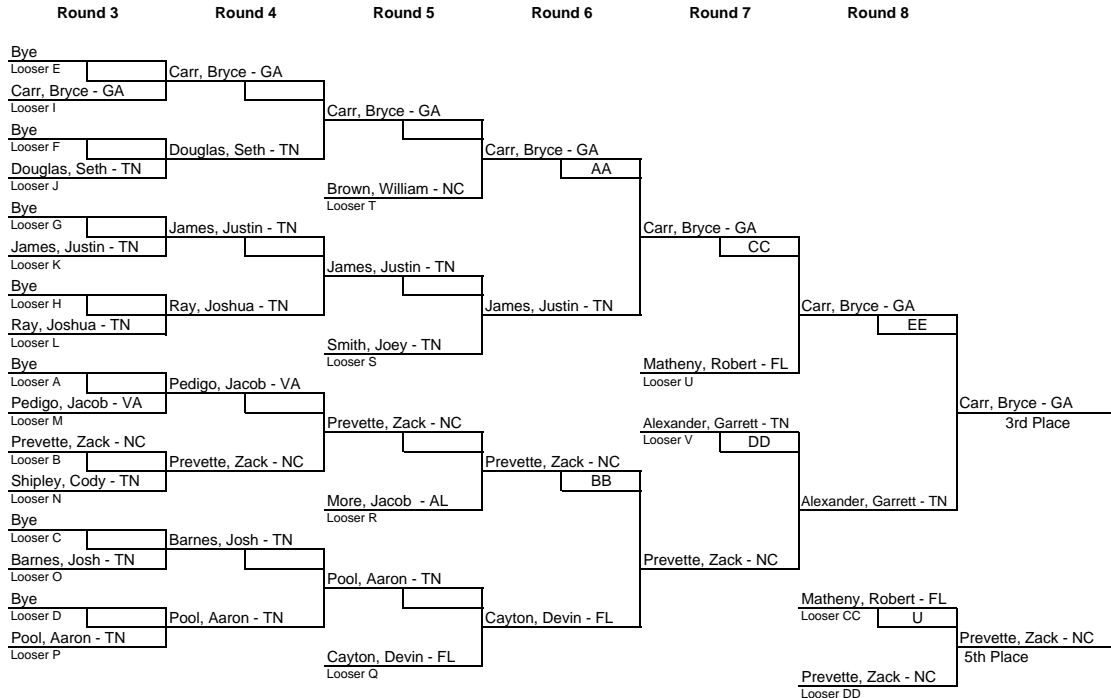 Round 3 Round 4 Round 5 Round 6 Round 7 Round 8
Bye
Looser E
Carr, Bryce - GA
Looser I
Bye
Looser F
Douglas, Seth - TN
Looser J
Bye
Looser G
James, Justin - TN
Looser K
Bye
Looser H
Ray, Joshua - TN
Looser L
Bye
Looser A
Pedigo, Jacob - VA
Looser M
Prevette, Zack - NC
Looser B
Shipley, Cody - TN
Looser N
Bye
Looser C
Barnes, Josh - TN
Looser O
Bye
Looser D
Pool, Aaron - TN
Looser P
Carr, Bryce - GA
Douglas, Seth - TN
James, Justin - TN
Ray, Joshua - TN
Pedigo, Jacob - VA
Prevette, Zack - NC
Barnes, Josh - TN
Pool, Aaron - TN
Carr, Bryce - GA
Brown, William - NC
Looser T
James, Justin - TN
Smith, Joey - TN
Looser S
Prevette, Zack - NC
More, Jacob - AL
Looser R
Pool, Aaron - TN
Cayton, Devin - FL
Looser Q
Carr, Bryce - GA
AA
James, Justin - TN
Prevette, Zack - NC
BB
Cayton, Devin - FL
Carr, Bryce - GA
CC
Matheny, Robert - FL
Looser U
Alexander, Garrett - TN
Looser V
DD
Prevette, Zack - NC
Carr, Bryce - GA
EE
Alexander, Garrett - TN
Carr, Bryce - GA
3rd Place
Matheny, Robert - FL
Looser CC
U
Prevette, Zack - NC
Looser DD
Prevette, Zack - NC
5th Place